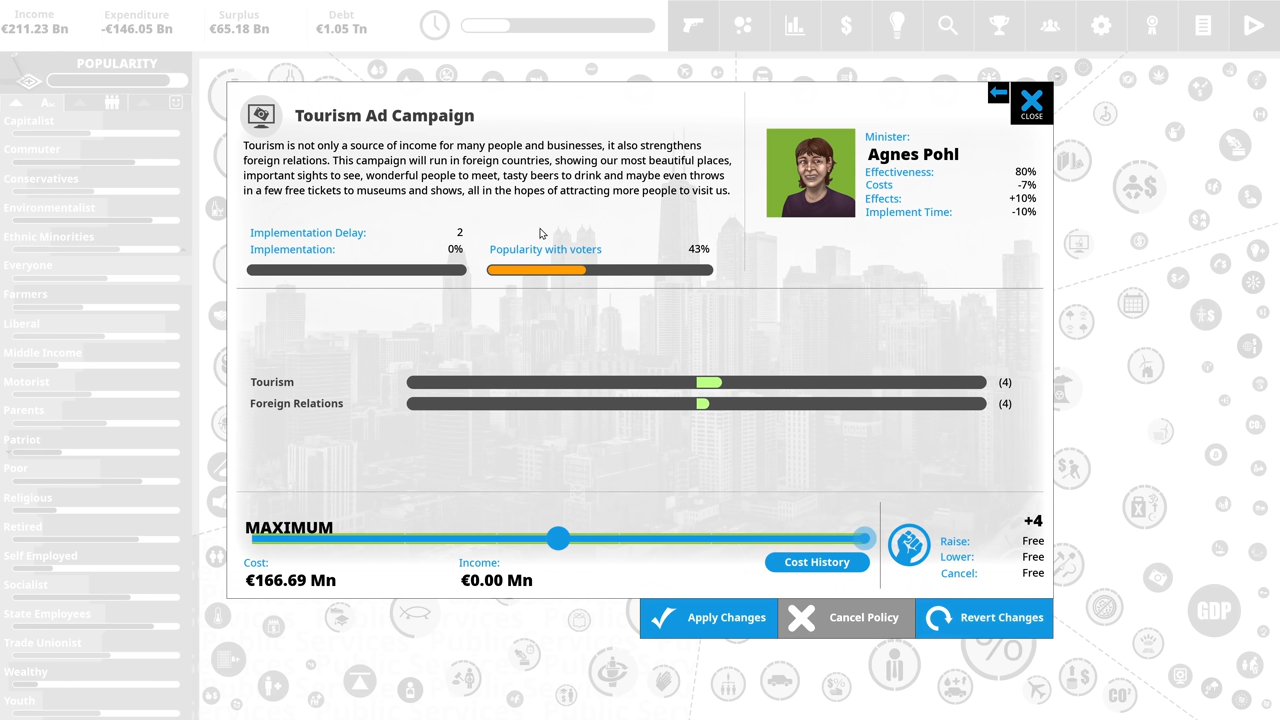 Income
Expenditure
Surplus
Debt
€211.23 Bn
-€146.05 Bn
€65.18 Bn
€1.05 Tn
POPULARITY
Capitalist
Commuter
Conservatives
Environmentalist
Ethnic Minorities
Everyone
Farmers
Liberal
Middle Income
Motorist
Parents
Patriot
Poor
Religious
Retired
Self Employed
Socialist
State Employees
Trade Unionist
Wealthy
Youth
Tourism Ad Campaign
Tourism is not only a source of income for many people and businesses, it also strengthens
foreign relations. This campaign will run in foreign countries, showing our most beautiful places,
important sights to see, wonderful people to meet, tasty beers to drink and maybe even throws
in a few free tickets to museums and shows, all in the hopes of attracting more people to visit us.
Implementation Delay: 2
Implementation: 0%
Popularity with voters 43%
CLOSE
Minister:
Agnes Pohl
Effectiveness: 80%
Costs -7%
Effects: +10%
Implement Time: -10%
Tourism (4)
Foreign Relations (4)
MAXIMUM
Cost:
€166.69 Mn
Income:
€0.00 Mn
Cost History
+4
Raise: Free
Lower: Free
Cancel: Free
Apply Changes
Cancel Policy
Revert Changes
GDP
Public Services